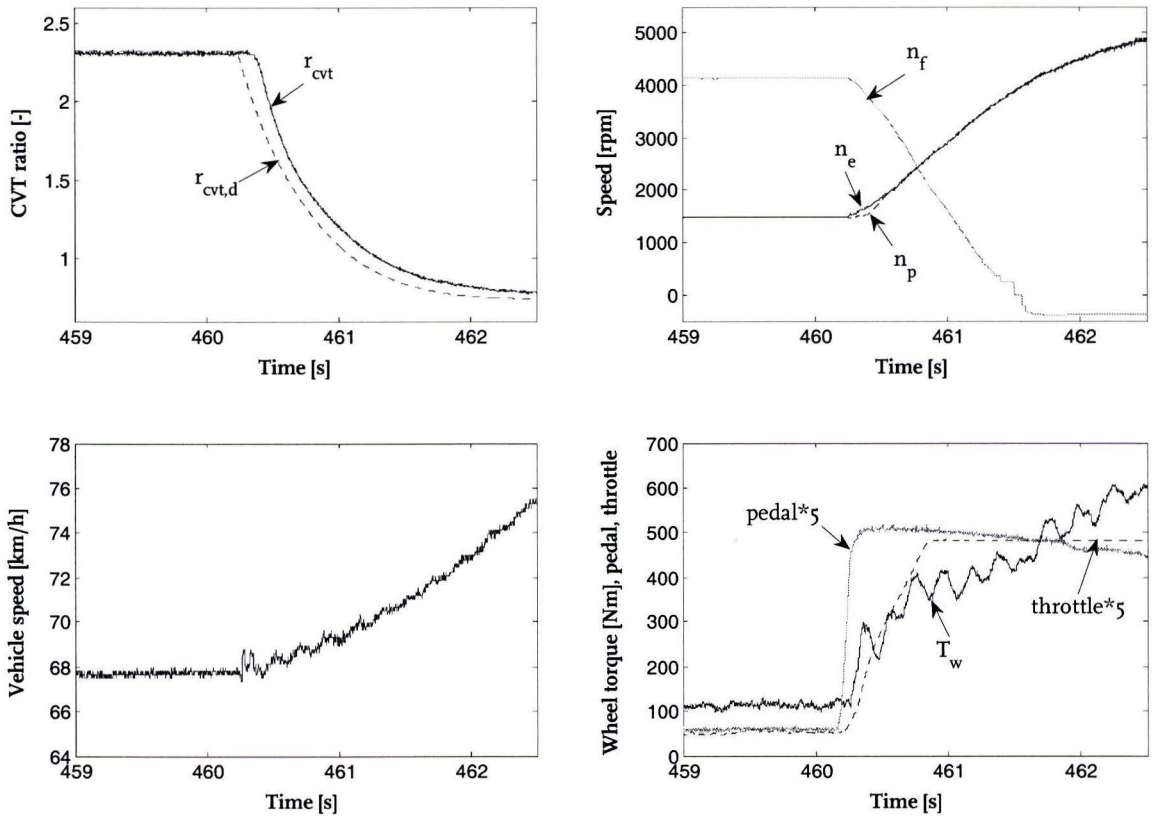 2.5
2
1.5
1
CVT ratio [-]
r_cvt
r_cvt,d
459 460 461 462
Time [s]
5000
4000
3000
2000
1000
0
Speed [rpm]
n_f
n_e
n_p
459 460 461 462
Time [s]
78
76
74
72
70
68
66
64
Vehicle speed [km/h]
459 460 461 462
Time [s]
700
600
500
400
300
200
100
0
Wheel torque [Nm], pedal, throttle
pedal*5
throttle*5
T_w
459 460 461 462
Time [s]